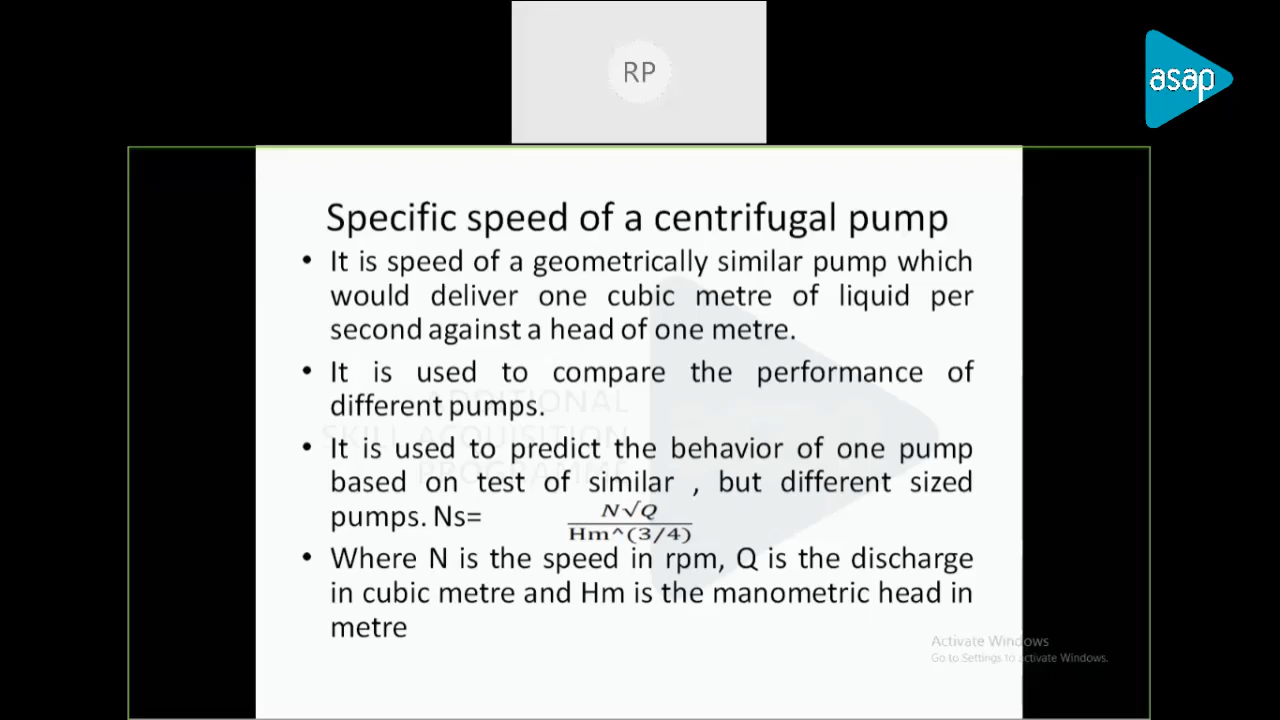 RP
asap
Specific speed of a centrifugal pump
• It is speed of a geometrically similar pump which
would deliver one cubic metre of liquid per
second against a head of one metre.
• It is used to compare the performance of
different pumps.
• It is used to predict the behavior of one pump
based on test of similar , but different sized
pumps. Ns= N√Q
Hm^(3/4)
• Where N is the speed in rpm, Q is the discharge
in cubic metre and Hm is the manometric head in
metre
ADDITIONAL
SKILL ACQUISITION
PROGRAMME
Activate Windows
Go to Settings to activate Windows.